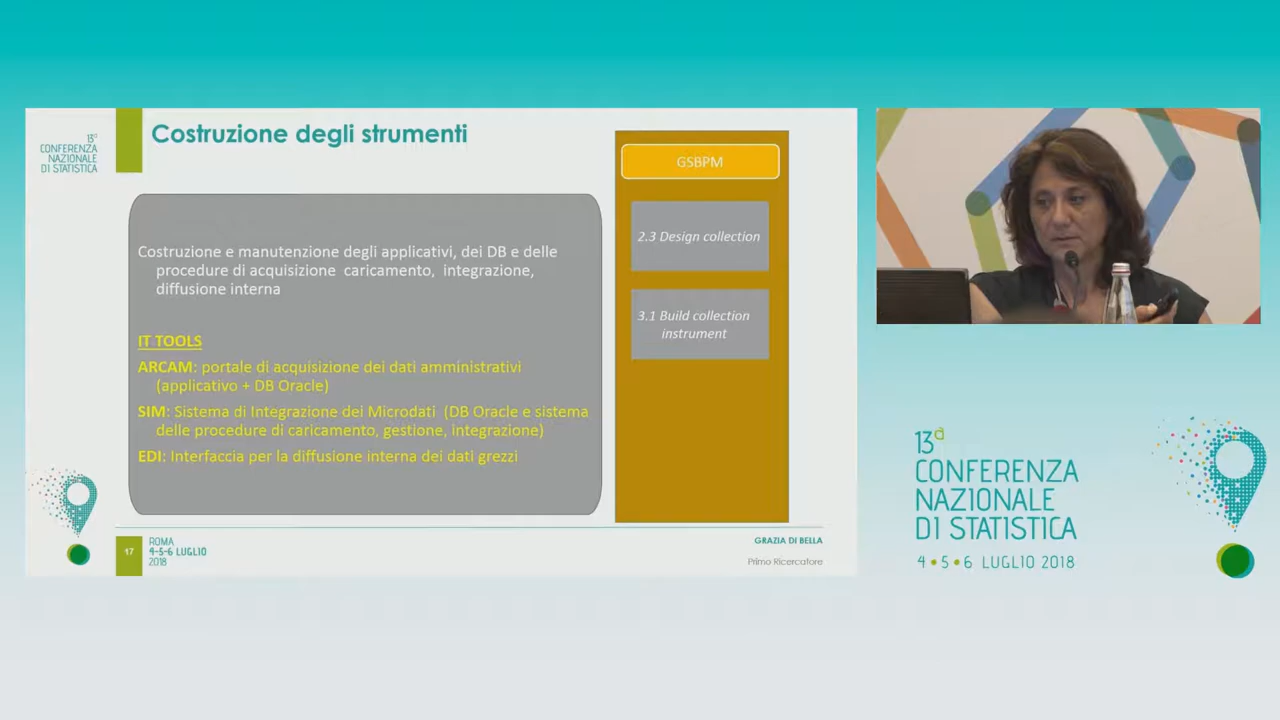 13a
CONFERENZA
NAZIONALE
DI STATISTICA
Costruzione degli strumenti
Costruzione e manutenzione degli applicativi, dei DB e delle
procedure di acquisizione caricamento, integrazione,
diffusione interna
IT TOOLS
ARCAM: portale di acquisizione dei dati amministrativi
(applicativo + DB Oracle)
SIM: Sistema di Integrazione dei Microdati (DB Oracle e sistema
delle procedure di caricamento, gestione, integrazione)
EDI: Interfaccia per la diffusione interna dei dati grezzi
GSBPM
2.3 Design collection
3.1 Build collection
instrument
17
ROMA
4-5-6 LUGLIO
2018
GRAZIA DI BELLA
Primo Ricercatore
13a
CONFERENZA
NAZIONALE
DI STATISTICA
4 • 5 • 6 LUGLIO 2018